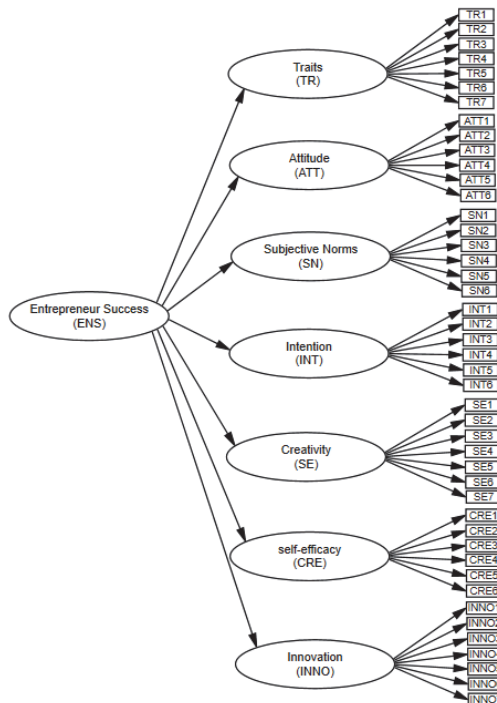 Entrepreneur Success
(ENS)
Traits
(TR)
TR1
TR2
TR3
TR4
TR5
TR6
TR7
Attitude
(ATT)
ATT1
ATT2
ATT3
ATT4
ATT5
ATT6
Subjective Norms
(SN)
SN1
SN2
SN3
SN4
SN5
SN6
Intention
(INT)
INT1
INT2
INT3
INT4
INT5
INT6
Creativity
(SE)
SE1
SE2
SE3
SE4
SE5
SE6
SE7
self-efficacy
(CRE)
CRE1
CRE2
CRE3
CRE4
CRE5
CRE6
Innovation
(INNO)
INNO
INNO
INNO
INNO
INNO
INNO
INNO